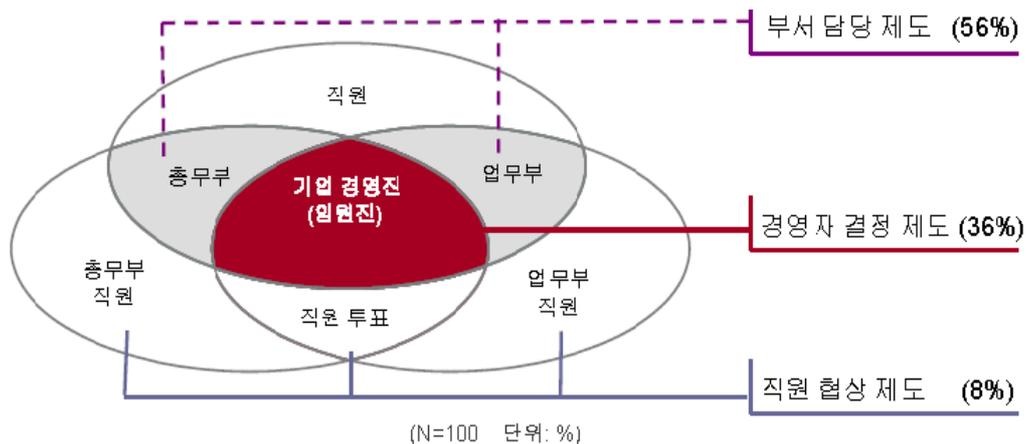 부서 담당 제도 (56%)
직원
총무부
업무부
기업 경영진
(임원진)
경영자 결정 제도 (36%)
총무부
직원
업무부
직원
직원 투표
직원 협상 제도 (8%)
(N=100 단위: %)